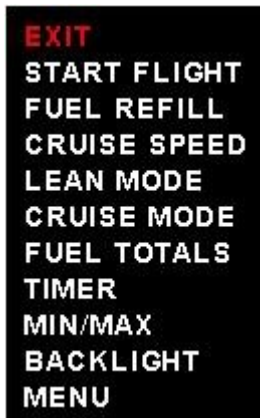 EXIT
START FLIGHT
FUEL REFILL
CRUISE SPEED
LEAN MODE
CRUISE MODE
FUEL TOTALS
TIMER
MIN/MAX
BACKLIGHT
MENU